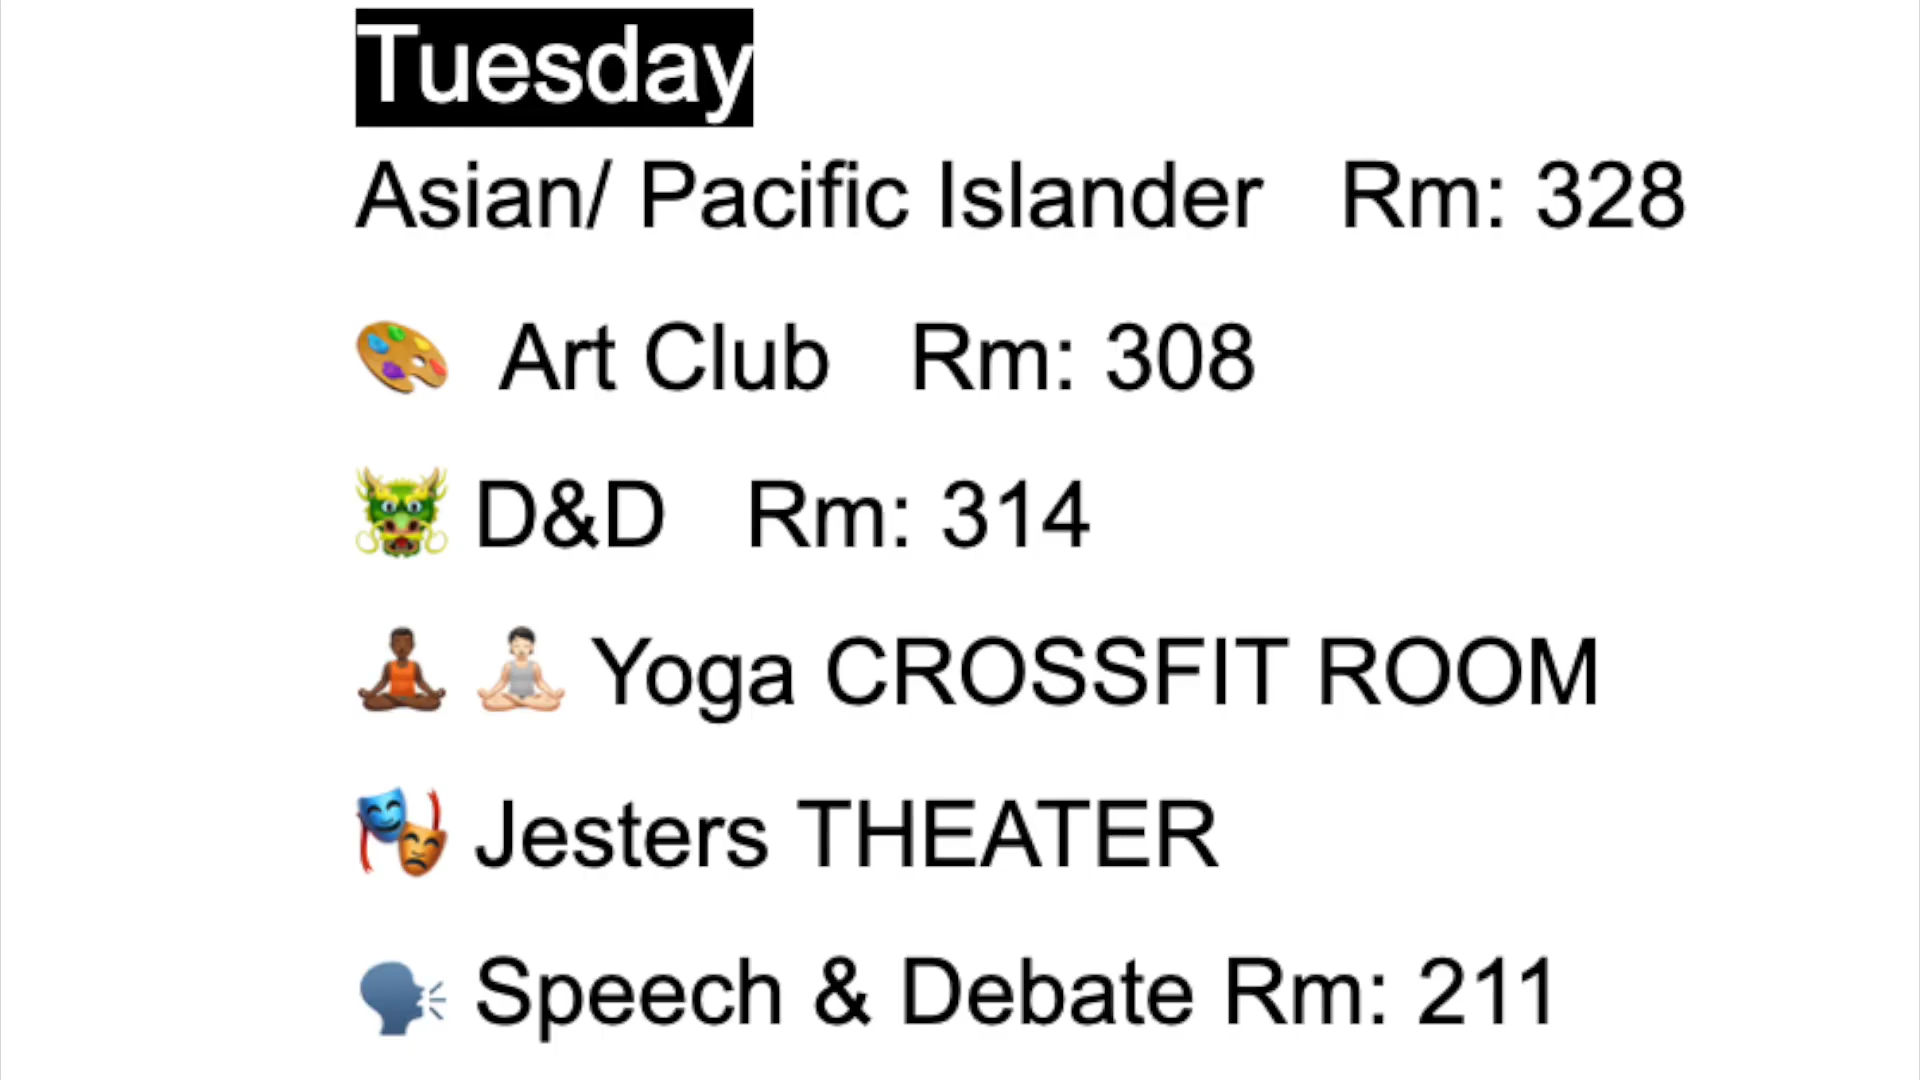 Tuesday
Asian/ Pacific Islander Rm: 328
🎨 Art Club Rm: 308
🐲 D&D Rm: 314
🧘🏾‍♂️ 🧘🏻 Yoga CROSSFIT ROOM
🎭 Jesters THEATER
🗣️ Speech & Debate Rm: 211